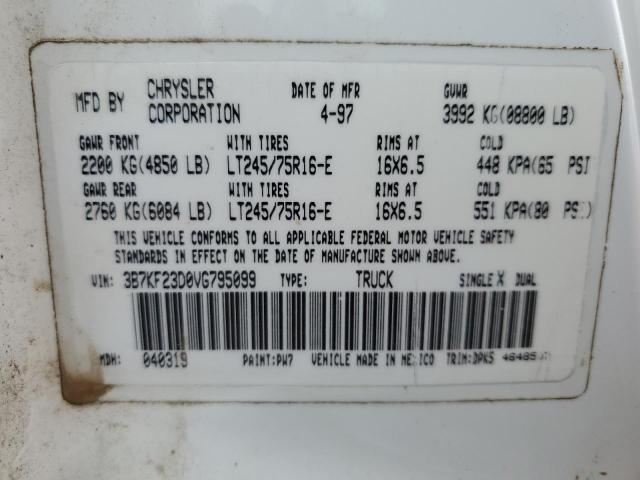 MFD BY CHRYSLER CORPORATION DATE OF MFR 4-97 GVWR 3992 KG(08800 LB)
GAWR FRONT WITH TIRES RIMS AT COLD
2200 KG(4850 LB) LT245/75R16-E 16X6.5 448 KPA(65 PSI
GAWR REAR WITH TIRES RIMS AT COLD
2760 KG(6084 LB) LT245/75R16-E 16X6.5 551 KPA(80 PSI)
THIS VEHICLE CONFORMS TO ALL APPLICABLE FEDERAL MOTOR VEHICLE SAFETY
STANDARDS IN EFFECT ON THE DATE OF MANUFACTURE SHOWN ABOVE.
VIN: 3B7KF23D0VG795099 TYPE: TRUCK SINGLE X DUAL
MDH: 040319 PAINT:PW7 VEHICLE MADE IN MEXICO TRIM:DPK5